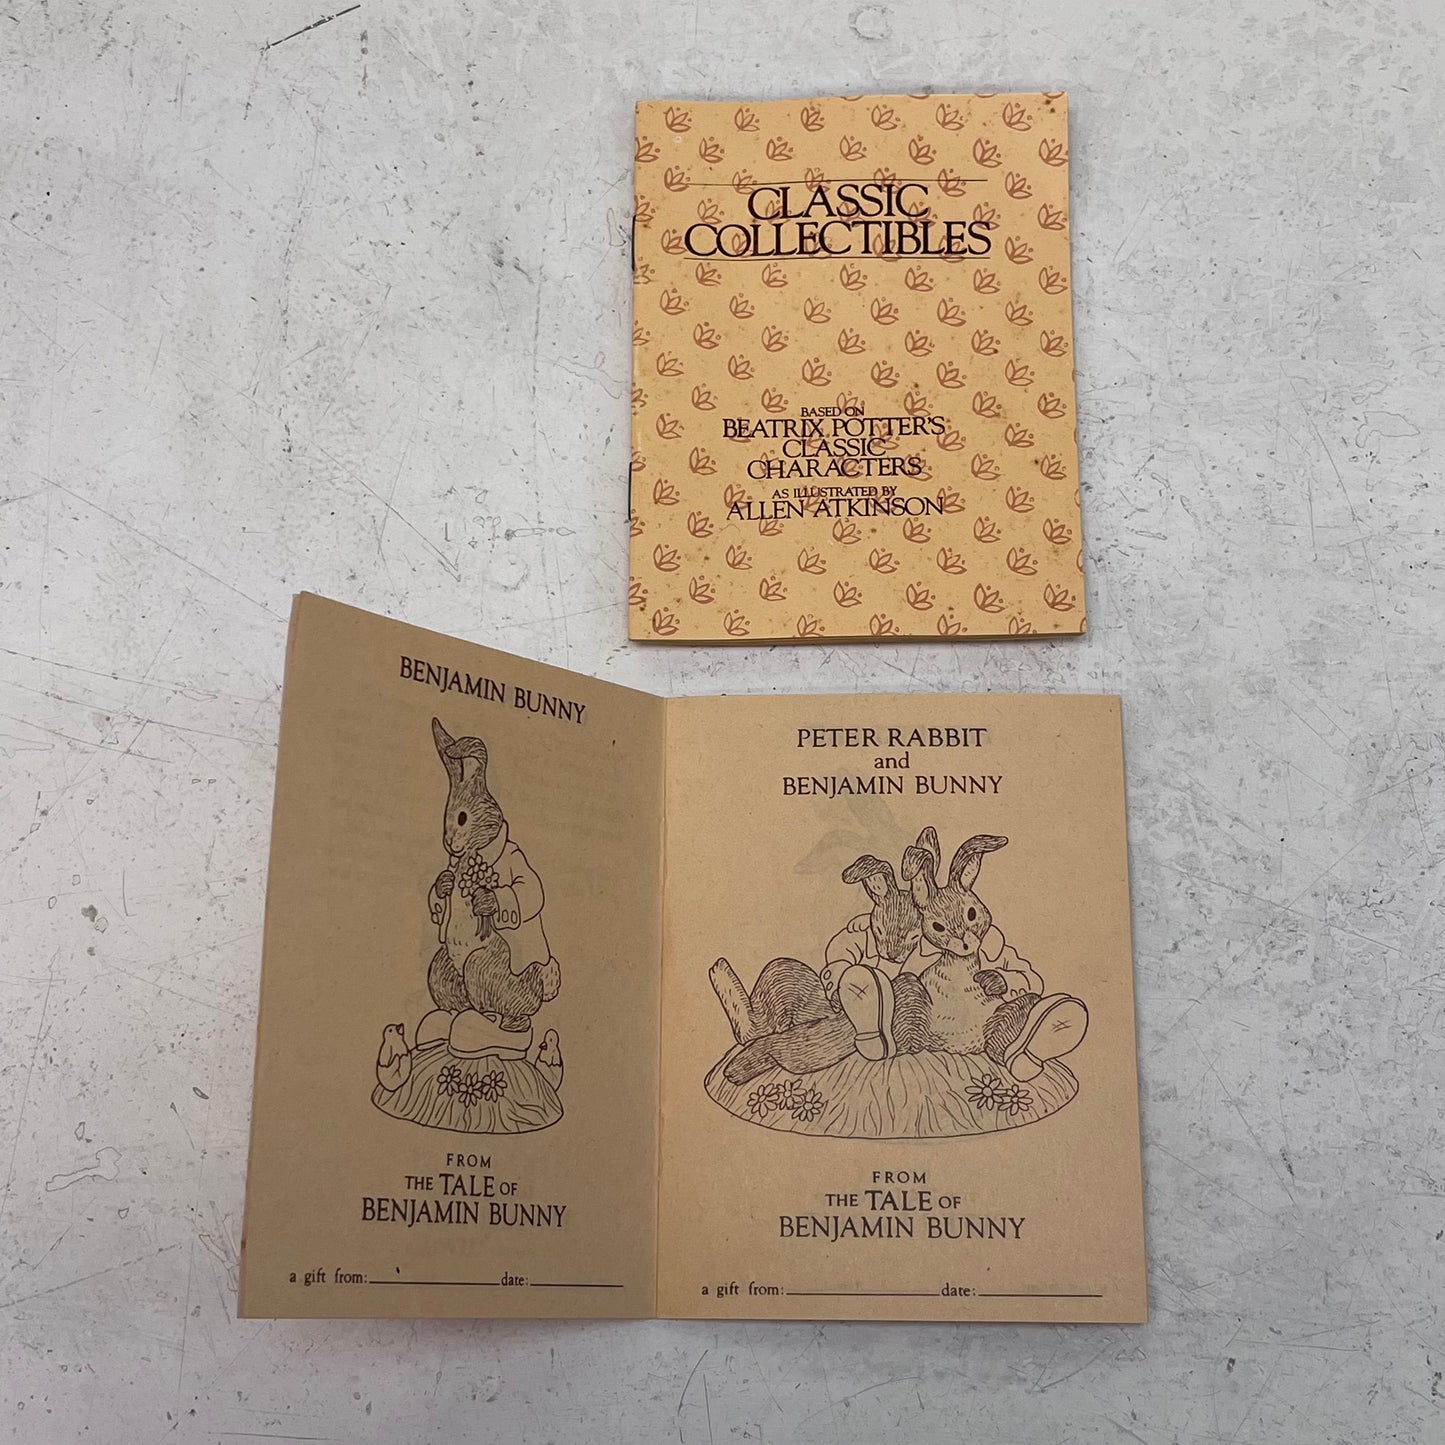 CLASSIC
COLLECTIBLES
BASED ON
BEATRIX POTTER'S
CLASSIC
CHARACTERS
AS ILLUSTRATED BY
ALLEN ATKINSON
BENJAMIN BUNNY
FROM
THE TALE OF
BENJAMIN BUNNY
a gift from: date:
PETER RABBIT
and
BENJAMIN BUNNY
FROM
THE TALE OF
BENJAMIN BUNNY
a gift from: date: